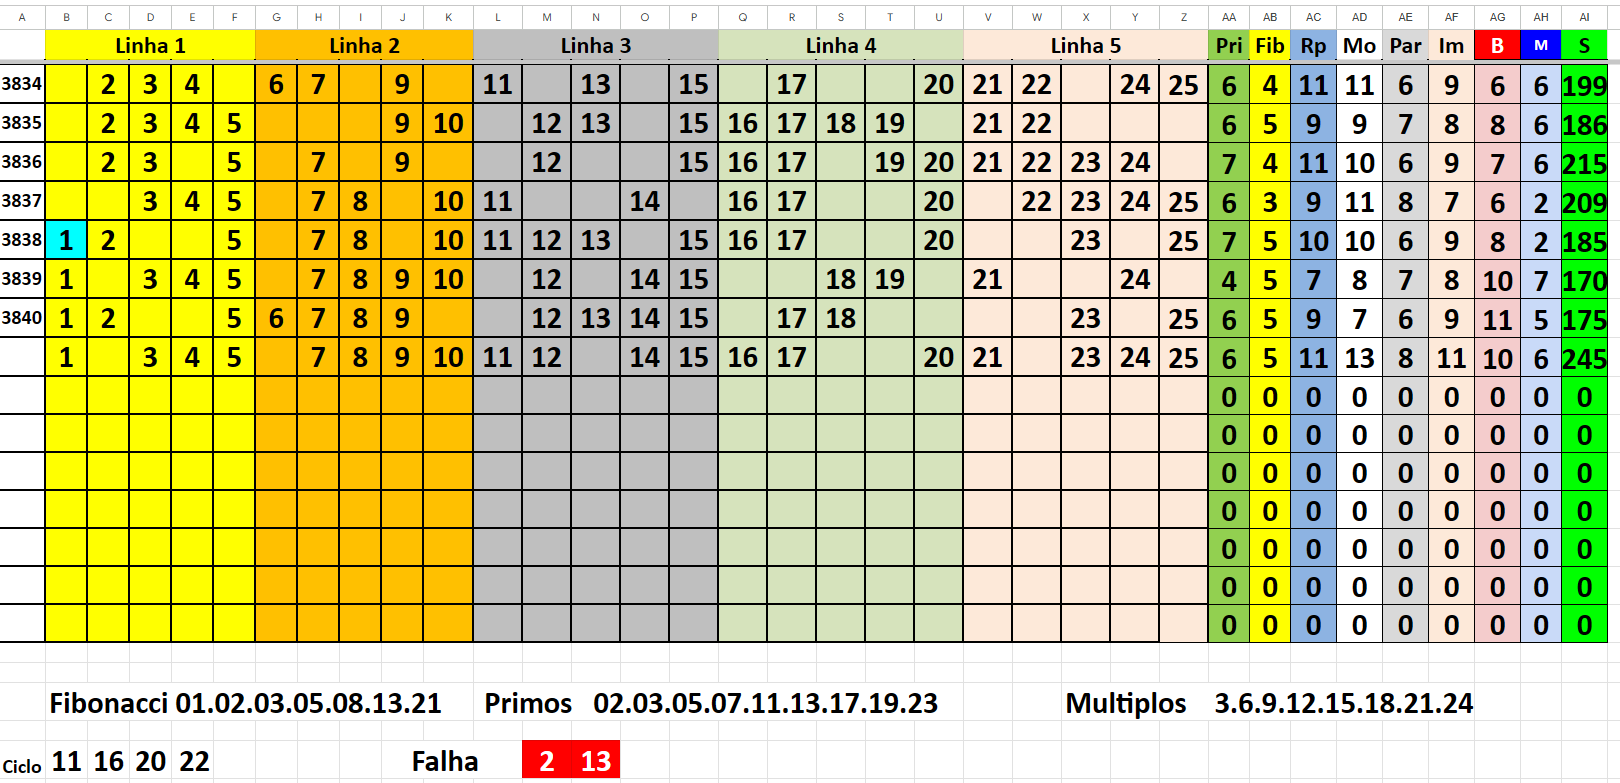 A B C D E F G H I J K L M N O P Q R S T U V W X Y Z AA AB AC AD AE AF AG AH AI
Linha 1 Linha 2 Linha 3 Linha 4 Linha 5 Pri Fib Rp Mo Par Im B M S
3834 2 3 4 6 7 9 11 13 15 17 20 21 22 24 25 6 4 11 11 6 9 6 6 199
3835 2 3 4 5 9 10 12 13 15 16 17 18 19 21 22 6 5 9 9 7 8 8 6 186
3836 2 3 5 7 9 12 15 16 17 19 20 21 22 23 24 7 4 11 10 6 9 7 6 215
3837 3 4 5 7 8 10 11 14 16 17 20 22 23 24 25 6 3 9 11 8 7 6 2 209
3838 1 2 5 7 8 10 11 12 13 15 16 17 20 23 25 7 5 10 10 6 9 8 2 185
3839 1 3 4 5 7 8 9 10 12 14 15 18 19 21 24 4 5 7 8 7 8 10 7 170
3840 1 2 5 6 7 8 9 12 13 14 15 17 18 23 25 6 5 9 7 6 9 11 5 175
1 3 4 5 7 8 9 10 11 12 14 15 16 17 20 21 23 24 25 6 5 11 13 8 11 10 6 245
0 0 0 0 0 0 0 0 0
0 0 0 0 0 0 0 0 0
0 0 0 0 0 0 0 0 0
0 0 0 0 0 0 0 0 0
0 0 0 0 0 0 0 0 0
0 0 0 0 0 0 0 0 0
0 0 0 0 0 0 0 0 0
Fibonacci 01.02.03.05.08.13.21 Primos 02.03.05.07.11.13.17.19.23 Multiplos 3.6.9.12.15.18.21.24
Ciclo 11 16 20 22 Falha 2 13